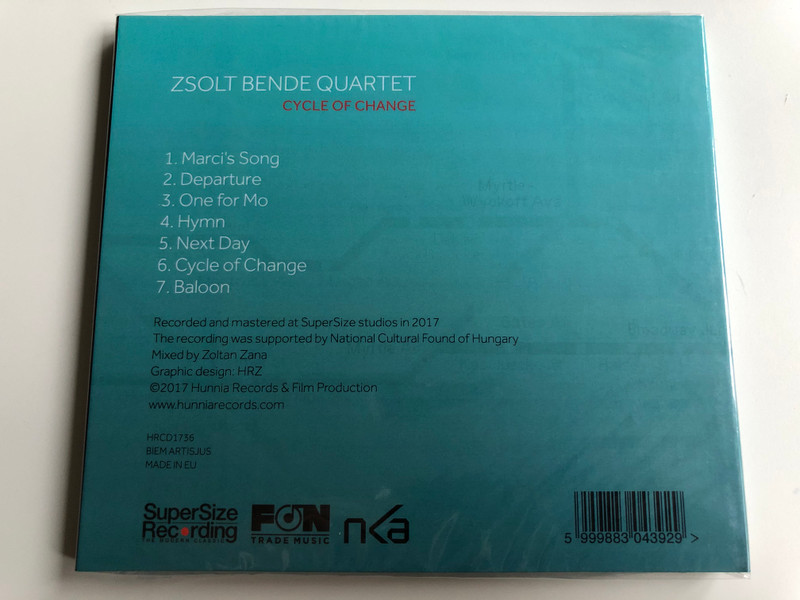 ZSOLT BENDE QUARTET
CYCLE OF CHANGE
1. Marci's Song
2. Departure
3. One for Mo
4. Hymn
5. Next Day
6. Cycle of Change
7. Baloon
Recorded and mastered at SuperSize studios in 2017
The recording was supported by National Cultural Found of Hungary
Mixed by Zoltan Zana
Graphic design: HRZ
©2017 Hunnia Records & Film Production
www.hunniarecords.com
HRCD1736
BIEM ARTISJUS
MADE IN EU
SuperSize
Recording
FON
TRADE MUSIC
nka
5 999883 043929 >